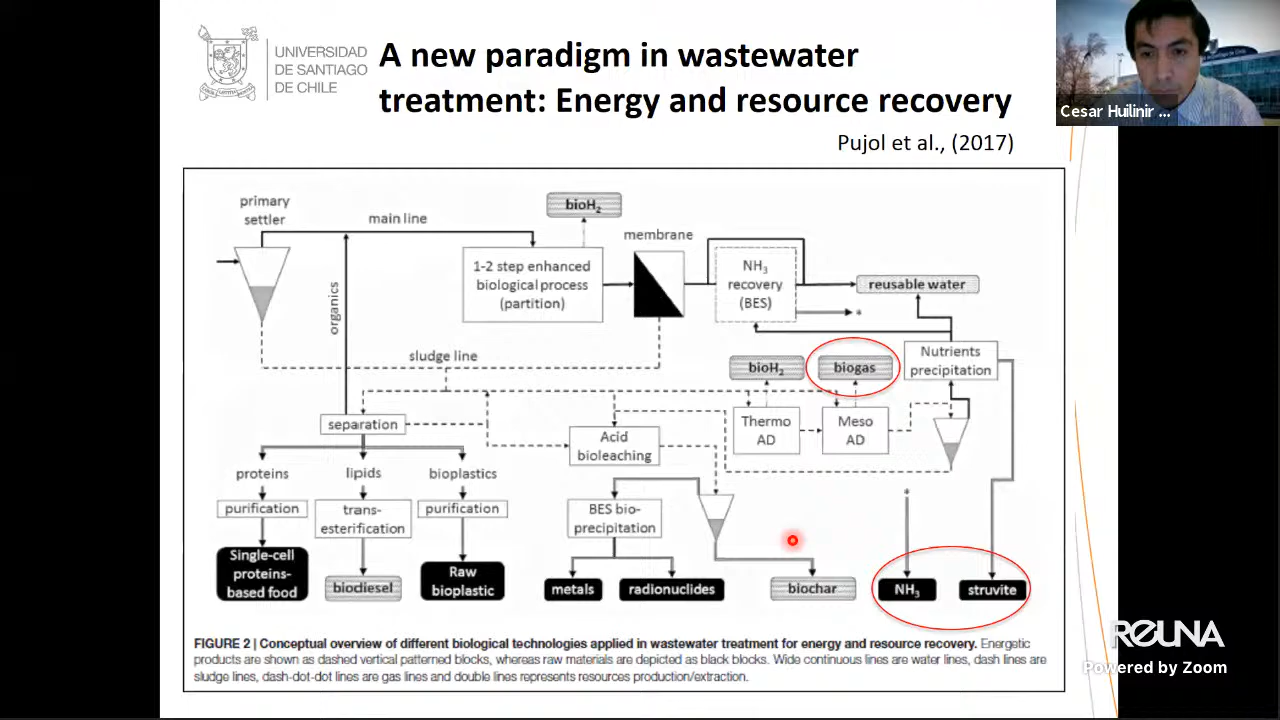 UNIVERSIDAD
DE SANTIAGO
DE CHILE
A new paradigm in wastewater
treatment: Energy and resource recovery
Pujol et al., (2017)
Cesar Huilinir ...
primary
settler
main line
bioH₂
membrane
1-2 step enhanced
biological process
(partition)
NH₃
recovery
(BES)
reusable water
*
organics
sludge line
bioH₂
biogas
Nutrients
precipitation
separation
Acid
bioleaching
Thermo
AD
Meso
AD
proteins
lipids
bioplastics
purification
trans-
esterification
purification
BES bio-
precipitation
*
Single-cell
proteins-
based food
biodiesel
Raw
bioplastic
metals
radionuclides
biochar
NH₃
struvite
FIGURE 2 | Conceptual overview of different biological technologies applied in wastewater treatment for energy and resource recovery. Energetic
products are shown as dashed vertical patterned blocks, whereas raw materials are depicted as black blocks. Wide continuous lines are water lines, dash lines are
sludge lines, dash-dot-dot lines are gas lines and double lines represents resources production/extraction.
REUNA
Powered by Zoom